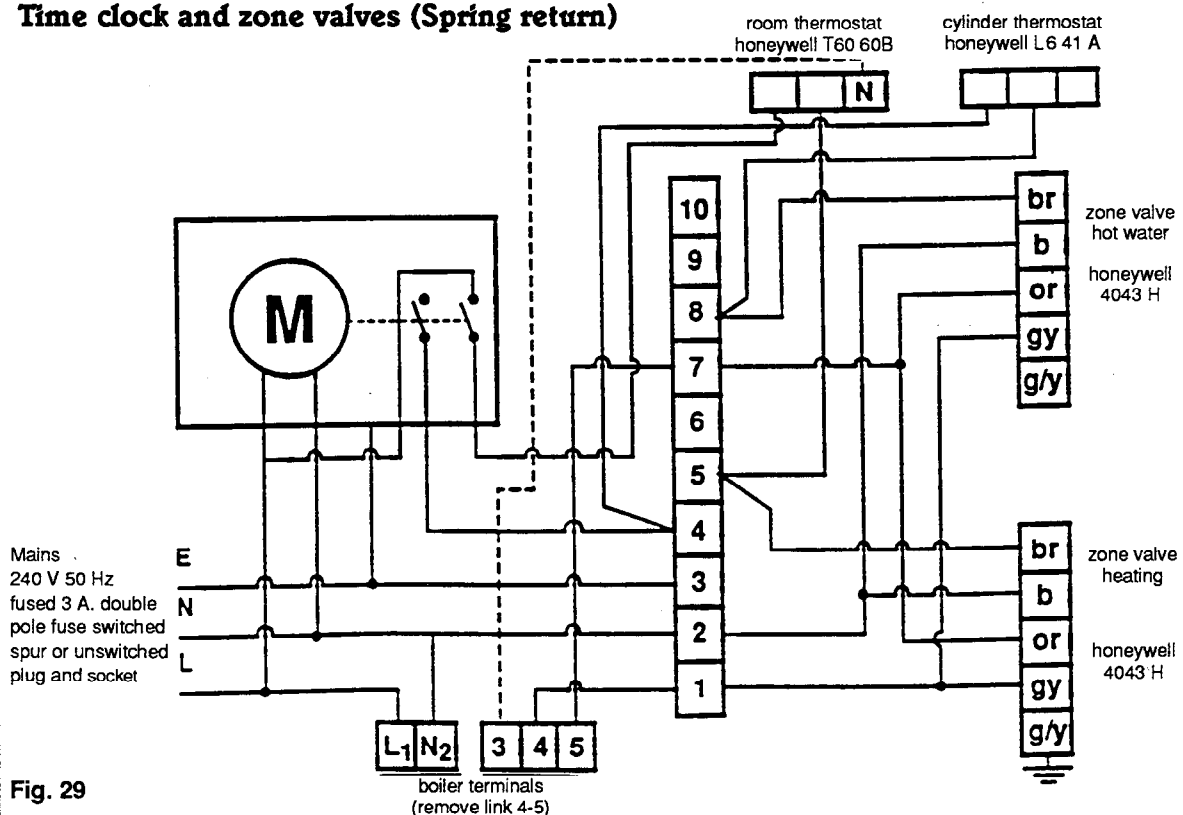 Time clock and zone valves (Spring return)
room thermostat
honeywell T60 60B
cylinder thermostat
honeywell L6 41 A
N
10
9
8
7
6
5
4
3
2
1
M
br
b
or
gy
g/y
zone valve
hot water
honeywell
4043 H
br
b
or
gy
g/y
zone valve
heating
honeywell
4043 H
Mains
240 V 50 Hz
fused 3 A. double
pole fuse switched
spur or unswitched
plug and socket
E
N
L
L1 N2
3 4 5
boiler terminals
(remove link 4-5)
Fig. 29